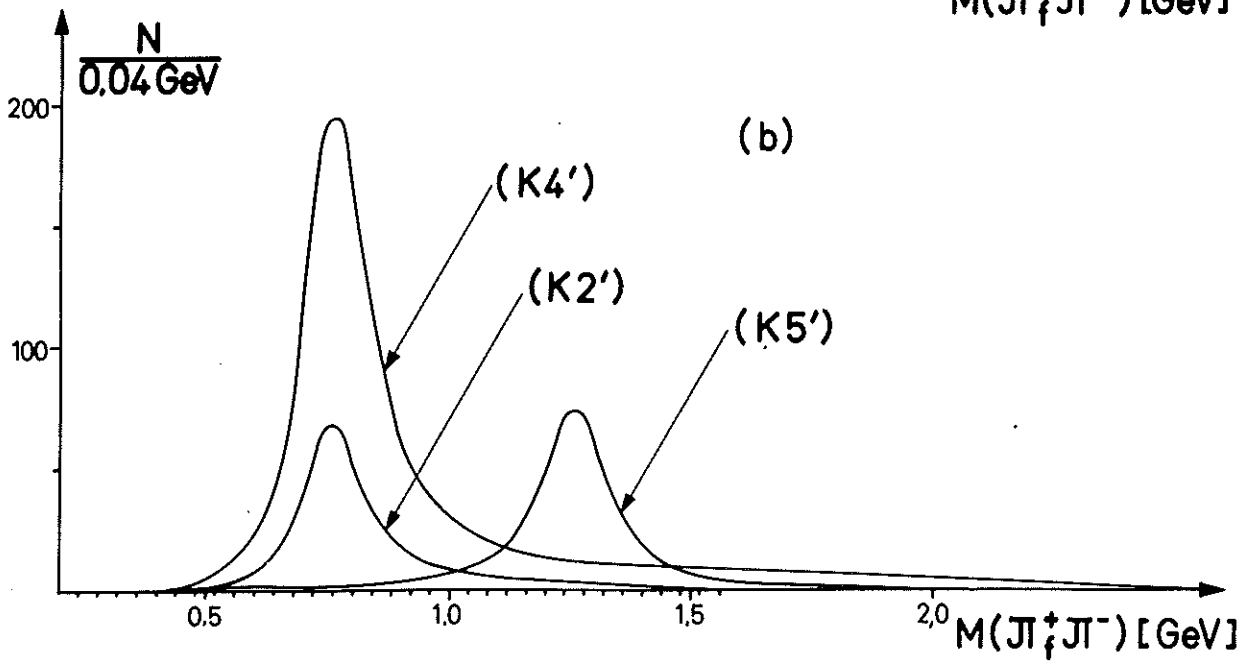 M(π⁺_f π⁻) [GeV]
N
0.04 GeV
200
(b)
(K4')
(K2')
(K5')
100
0.5
1.0
1.5
2.0
M(π⁺_f π⁻) [GeV]